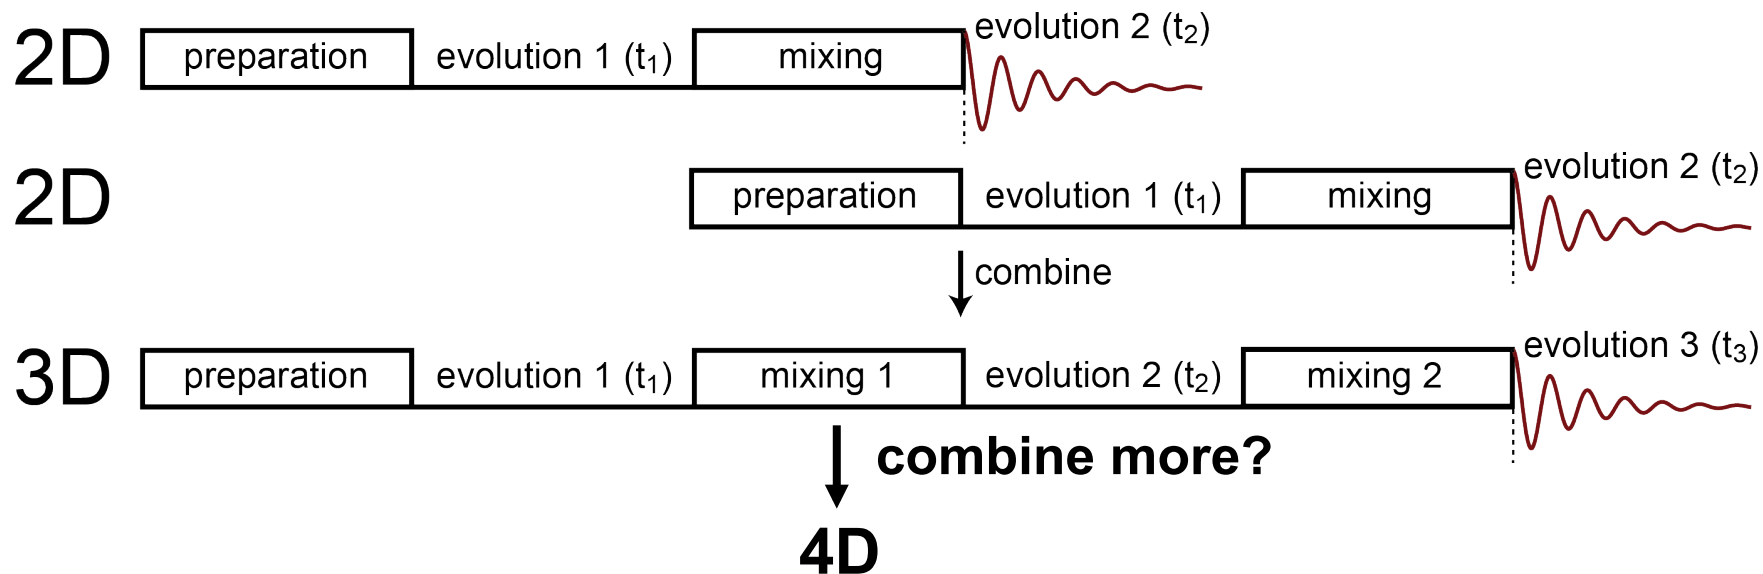 2D preparation evolution 1 (t₁) mixing evolution 2 (t₂)
2D preparation evolution 1 (t₁) mixing evolution 2 (t₂)
combine
3D preparation evolution 1 (t₁) mixing 1 evolution 2 (t₂) mixing 2 evolution 3 (t₃)
combine more?
4D